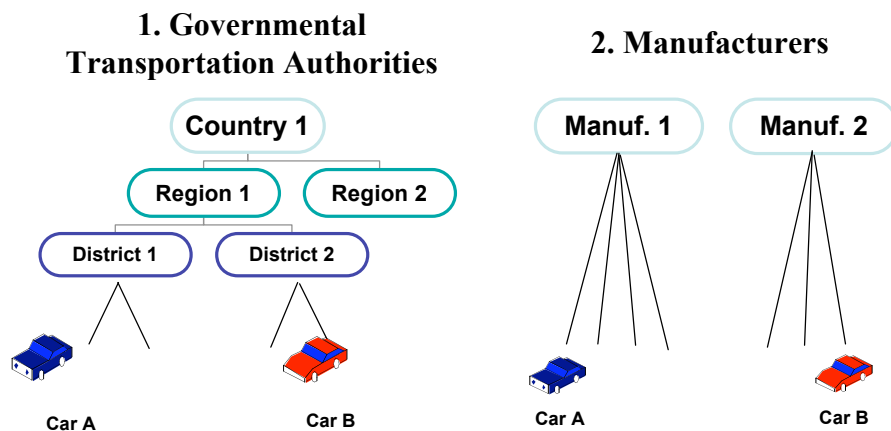 1. Governmental
Transportation Authorities
Country 1
Region 1
Region 2
District 1
District 2
Car A
Car B
2. Manufacturers
Manuf. 1
Manuf. 2
Car A
Car B